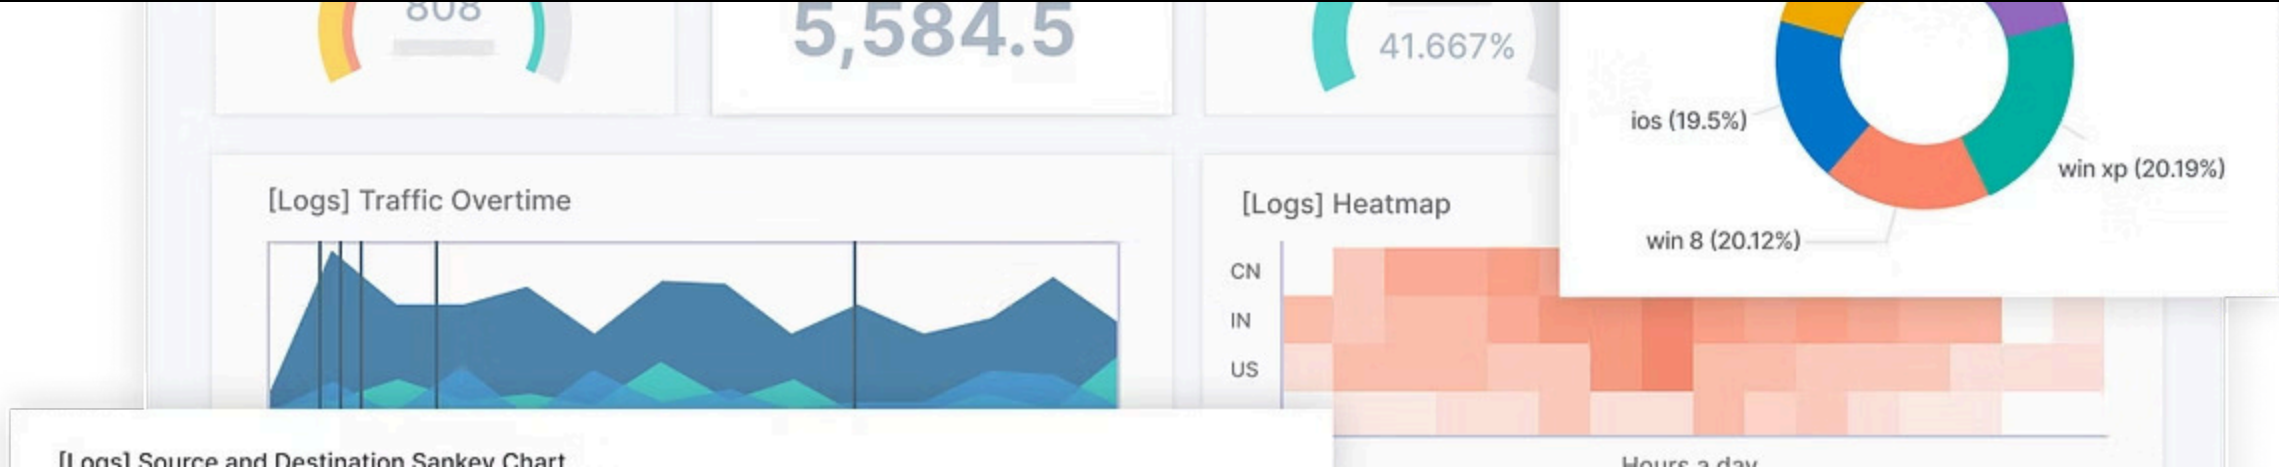 808
5,584.5
41.667%
ios (19.5%)
win xp (20.19%)
win 8 (20.12%)
[Logs] Traffic Overtime
[Logs] Heatmap
CN
IN
US
[Logs] Source and Destination Sankey Chart
Hours a day